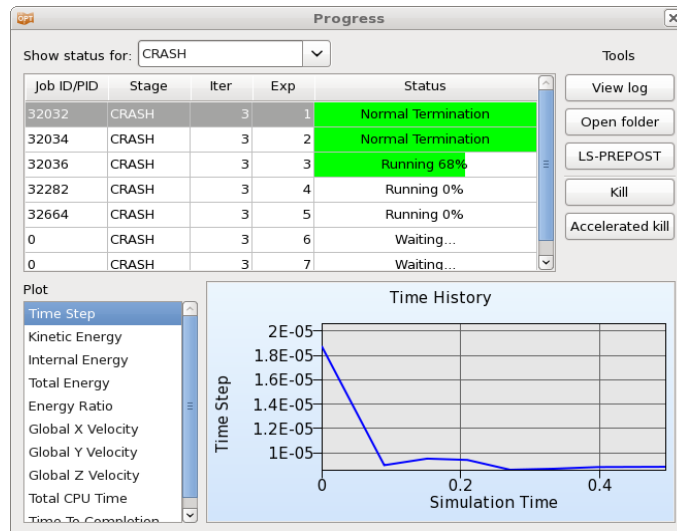 OPT Progress
Show status for: CRASH Tools
Job ID/PID Stage Iter Exp Status
32032 CRASH 3 1 Normal Termination
32034 CRASH 3 2 Normal Termination
32036 CRASH 3 3 Running 68%
32282 CRASH 3 4 Running 0%
32664 CRASH 3 5 Running 0%
0 CRASH 3 6 Waiting...
0 CRASH 3 7 Waiting...
View log
Open folder
LS-PREPOST
Kill
Accelerated kill
Plot
Time Step
Kinetic Energy
Internal Energy
Total Energy
Energy Ratio
Global X Velocity
Global Y Velocity
Global Z Velocity
Total CPU Time
Time To Completion
Time History
Time Step
2E-05
1.8E-05
1.6E-05
1.4E-05
1.2E-05
1E-05
0 0.2 0.4
Simulation Time